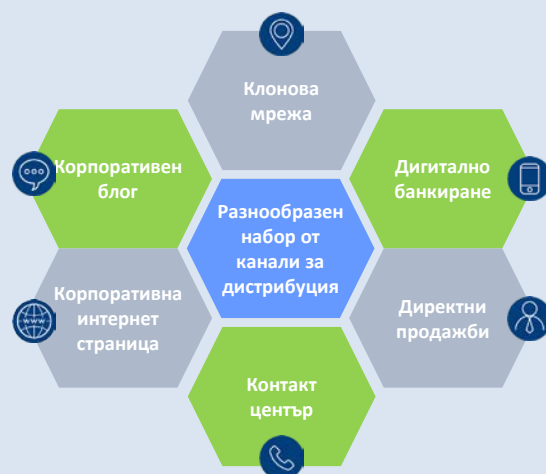 Клонова
мрежа
Корпоративен
блог
Дигитално
банкиране
Разнообразен
набор от
канали за
дистрибуция
Корпоративна
интернет
страница
Директни
продажби
Контакт
център
www